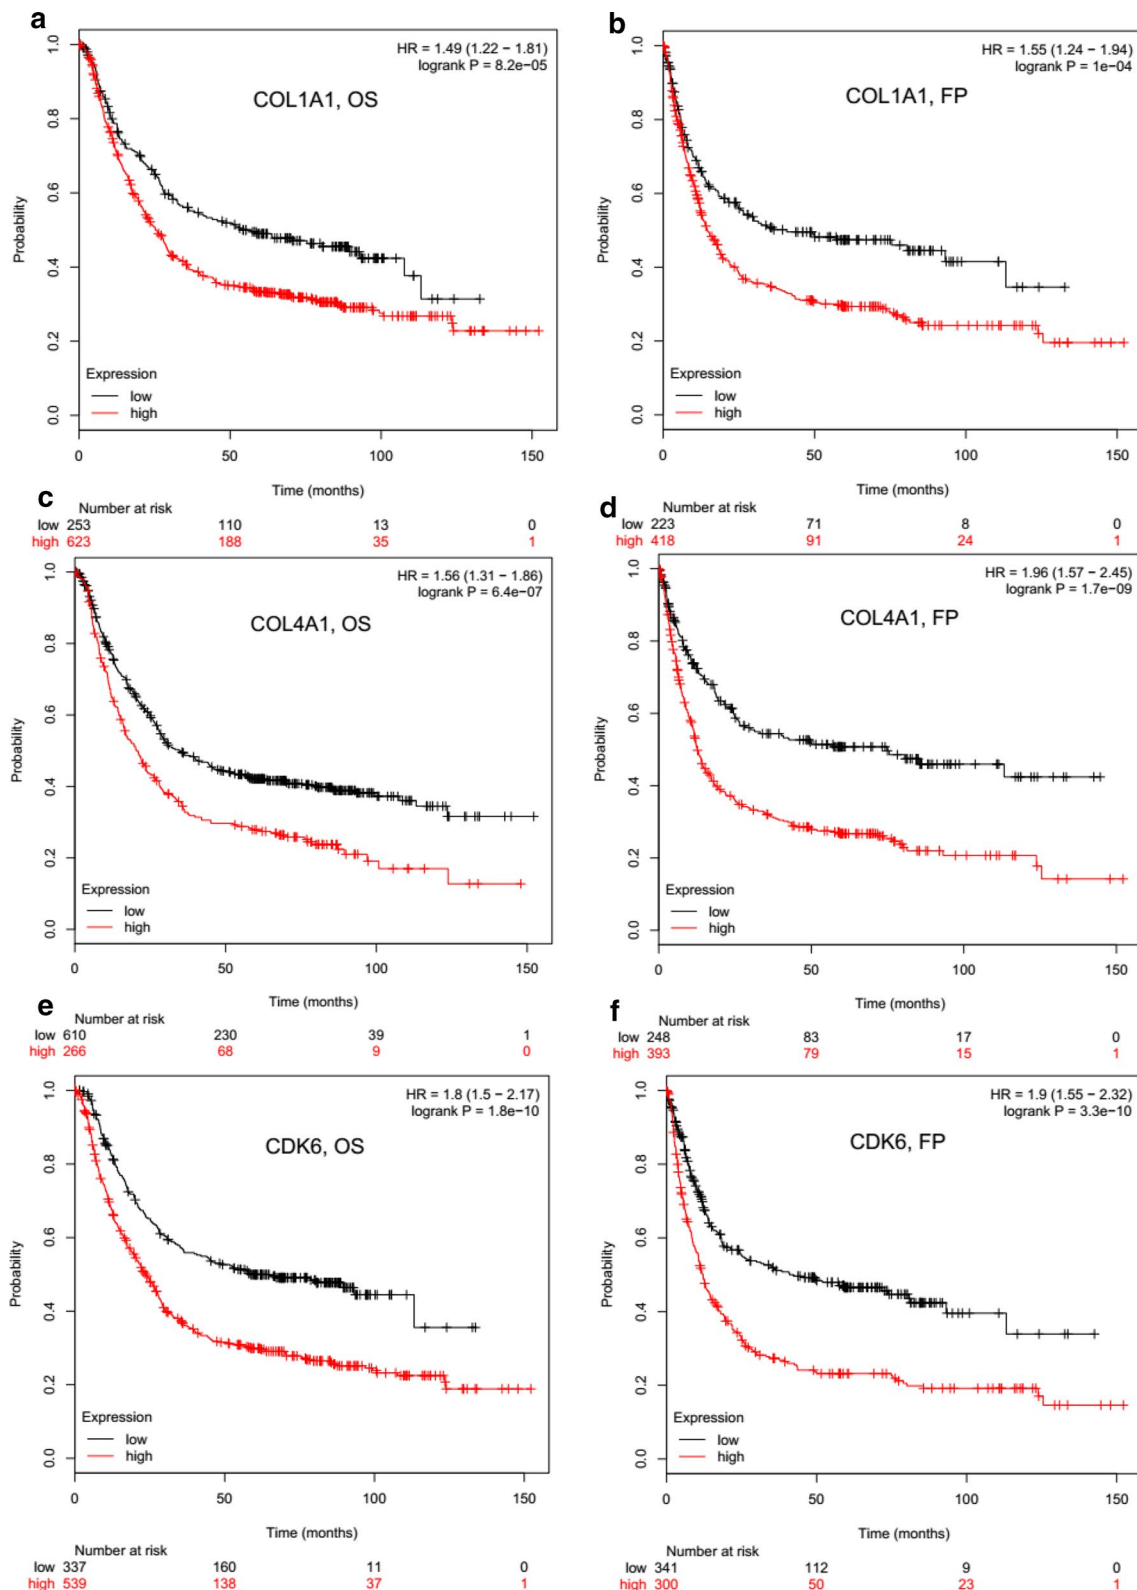 a
HR = 1.49 (1.22 − 1.81)
logrank P = 8.2e−05
COL1A1, OS
Probability
1.0
0.8
0.6
0.4
0.2
0.0
Expression
low
high
0 50 100 150
Time (months)
Number at risk
low 253 110 13 0
high 623 188 35 1
b
HR = 1.55 (1.24 − 1.94)
logrank P = 1e−04
COL1A1, FP
Probability
1.0
0.8
0.6
0.4
0.2
0.0
Expression
low
high
0 50 100 150
Time (months)
Number at risk
low 223 71 8 0
high 418 91 24 1
c
HR = 1.56 (1.31 − 1.86)
logrank P = 6.4e−07
COL4A1, OS
Probability
1.0
0.8
0.6
0.4
0.2
0.0
Expression
low
high
0 50 100 150
Time (months)
Number at risk
low 610 230 39 1
high 266 68 9 0
d
HR = 1.96 (1.57 − 2.45)
logrank P = 1.7e−09
COL4A1, FP
Probability
1.0
0.8
0.6
0.4
0.2
0.0
Expression
low
high
0 50 100 150
Time (months)
Number at risk
low 248 83 17 0
high 393 79 15 1
e
HR = 1.8 (1.5 − 2.17)
logrank P = 1.8e−10
CDK6, OS
Probability
1.0
0.8
0.6
0.4
0.2
0.0
Expression
low
high
0 50 100 150
Time (months)
Number at risk
low 337 160 11 0
high 539 138 37 1
f
HR = 1.9 (1.55 − 2.32)
logrank P = 3.3e−10
CDK6, FP
Probability
1.0
0.8
0.6
0.4
0.2
0.0
Expression
low
high
0 50 100 150
Time (months)
Number at risk
low 341 112 9 0
high 300 50 23 1